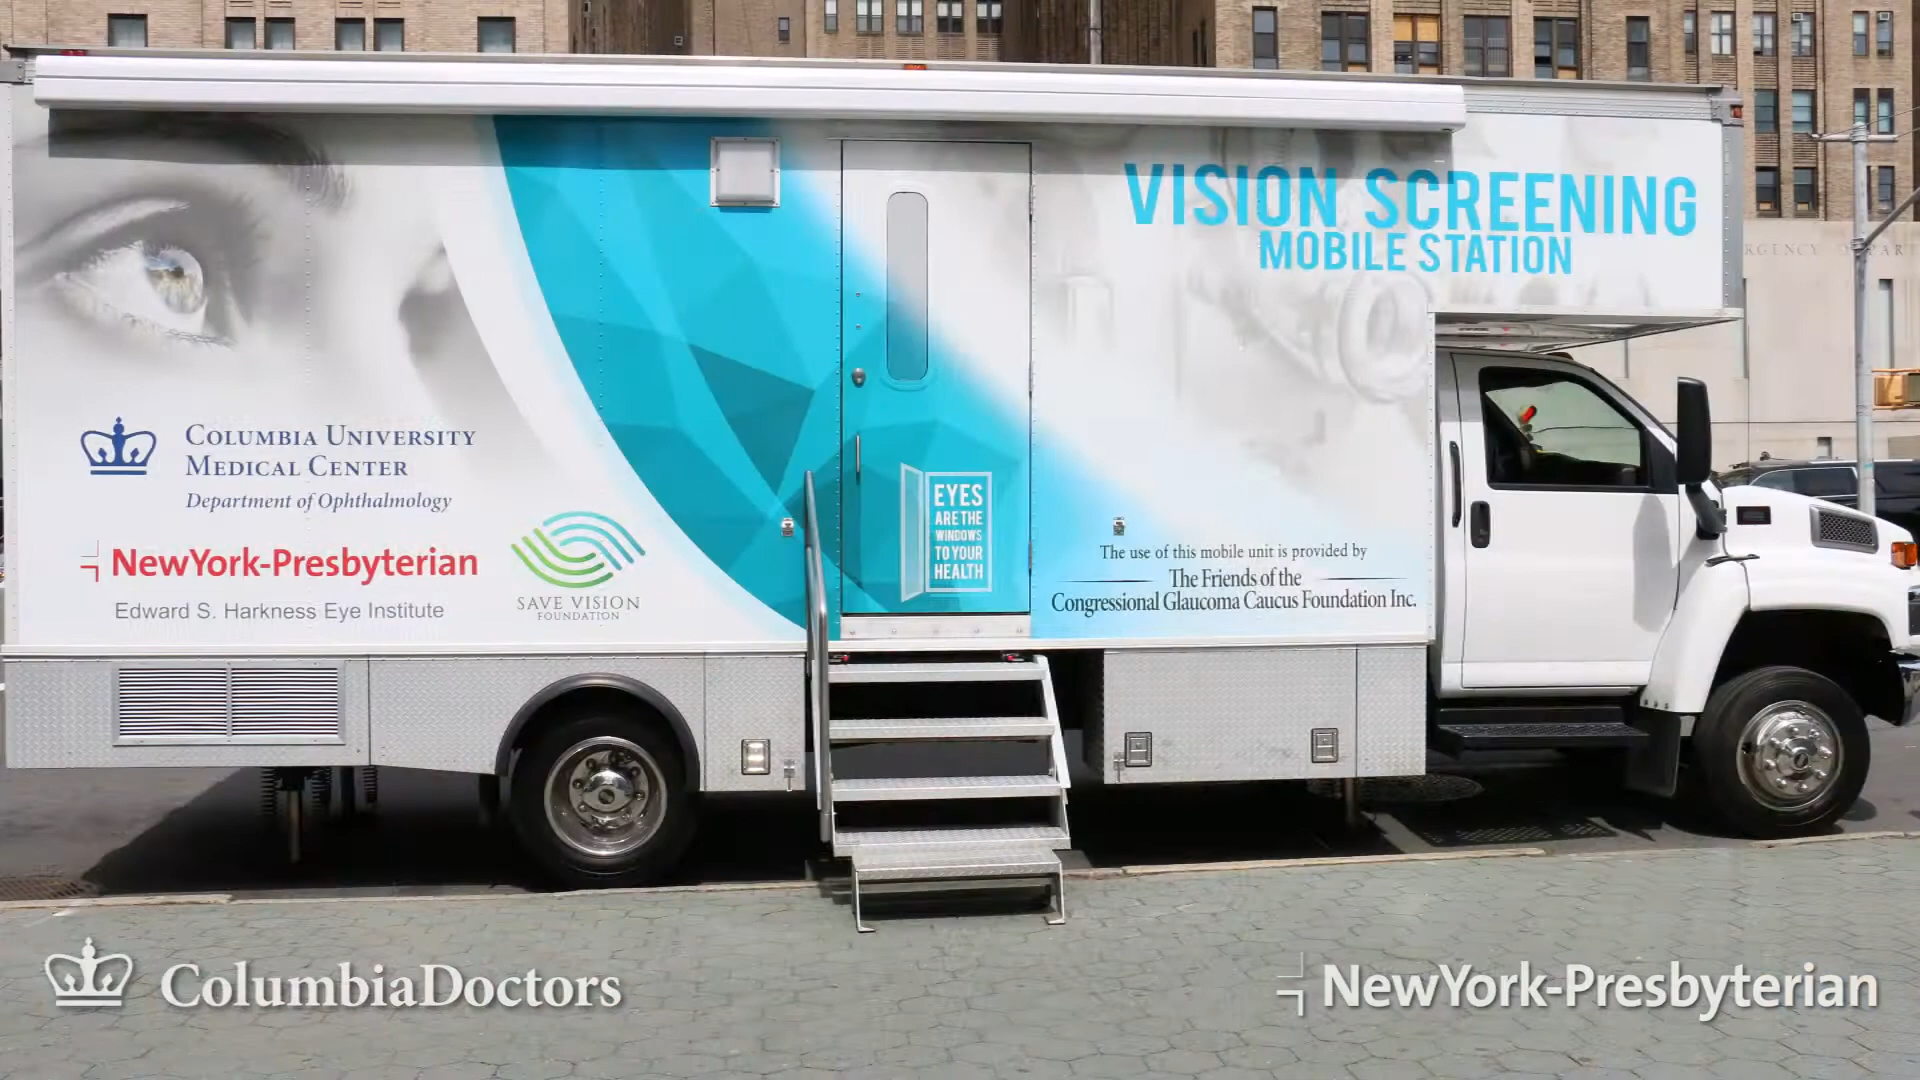 VISION SCREENING
MOBILE STATION
COLUMBIA UNIVERSITY
MEDICAL CENTER
Department of Ophthalmology
NewYork-Presbyterian
Edward S. Harkness Eye Institute
SAVE VISION
FOUNDATION
EYES
ARE THE
WINDOWS
TO YOUR
HEALTH
The use of this mobile unit is provided by
The Friends of the
Congressional Glaucoma Caucus Foundation Inc.
ColumbiaDoctors
NewYork-Presbyterian